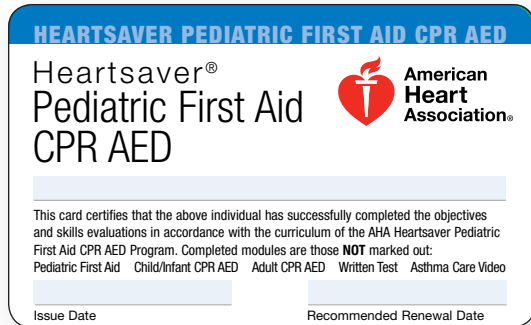 HEARTSAVER PEDIATRIC FIRST AID CPR AED
Heartsaver®
Pediatric First Aid
CPR AED
American
Heart
Association®
This card certifies that the above individual has successfully completed the objectives
and skills evaluations in accordance with the curriculum of the AHA Heartsaver Pediatric
First Aid CPR AED Program. Completed modules are those NOT marked out:
Pediatric First Aid Child/Infant CPR AED Adult CPR AED Written Test Asthma Care Video
Issue Date Recommended Renewal Date